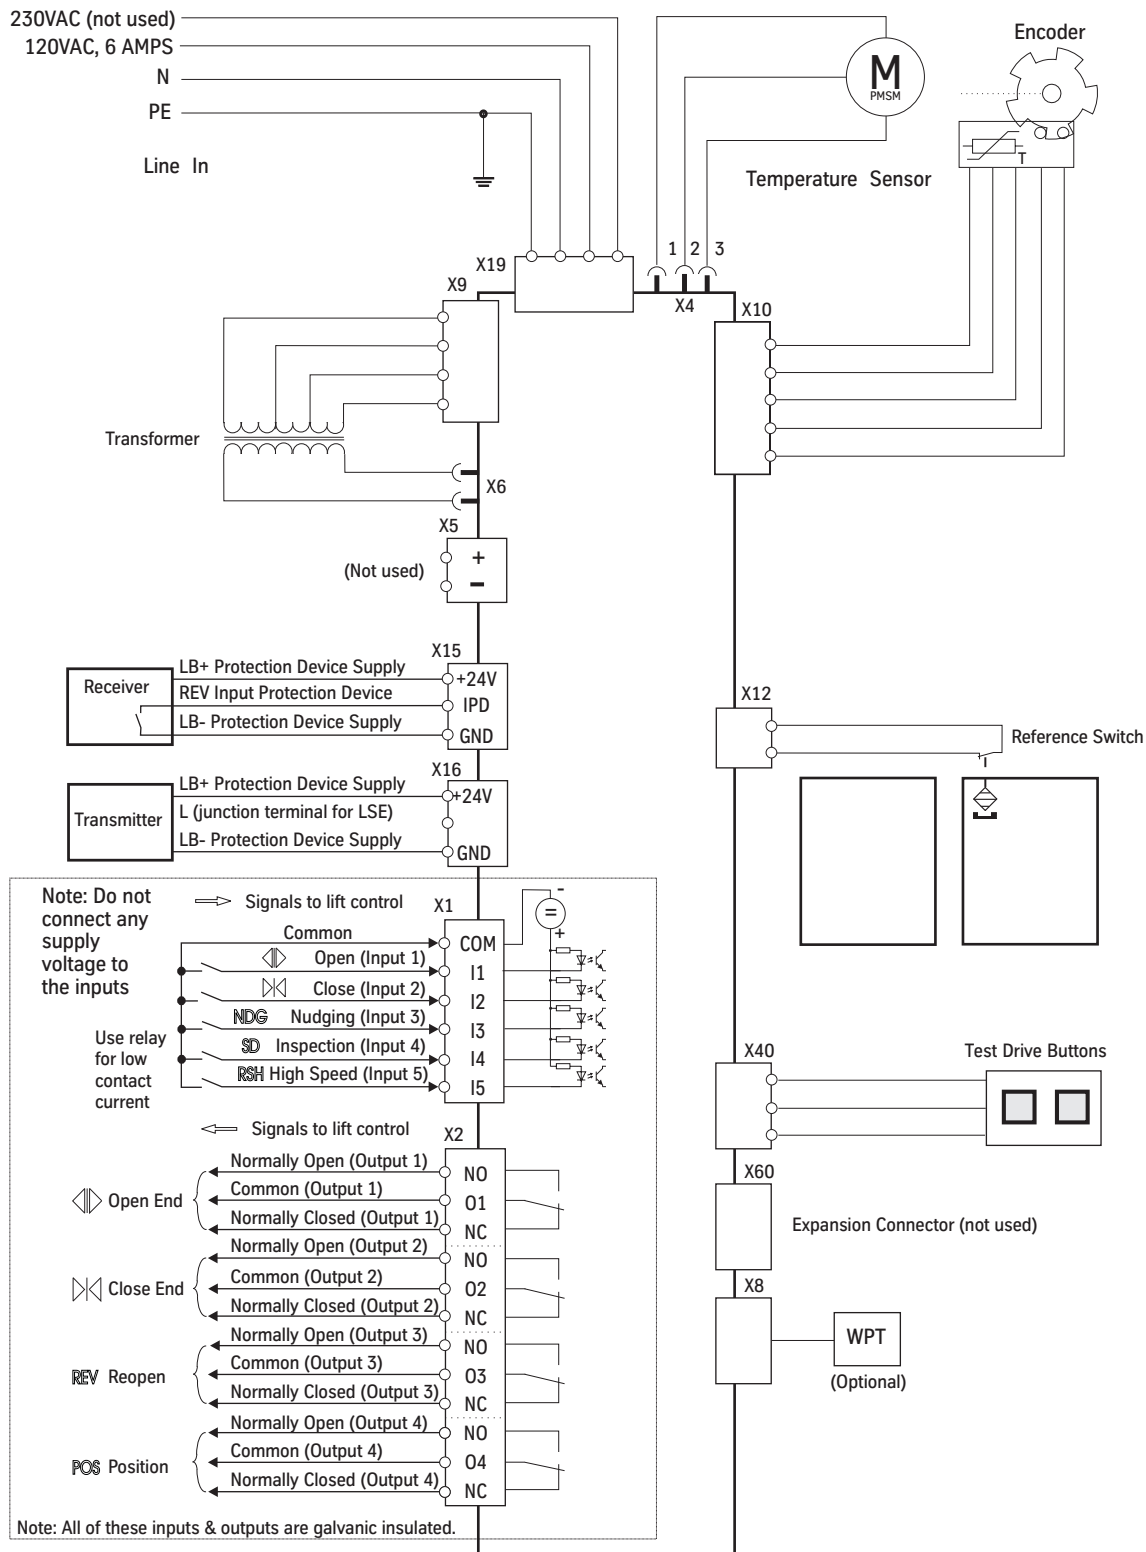 230VAC (not used)
120VAC, 6 AMPS
N
PE
Line In
M
PMSM
Encoder
T
Temperature Sensor
1 2 3
X19
X4
X9
X10
Transformer
X6
X5
+
-
(Not used)
X15
Receiver
LB+ Protection Device Supply
+24V
REV Input Protection Device
IPD
LB- Protection Device Supply
GND
X12
Reference Switch
X16
Transmitter
LB+ Protection Device Supply
+24V
L (junction terminal for LSE)
LB- Protection Device Supply
GND
Note: Do not
connect any
supply
voltage to
the inputs
Signals to lift control
X1
-
=
+
Common
COM
Open (Input 1)
I1
Close (Input 2)
I2
NDG Nudging (Input 3)
I3
SD Inspection (Input 4)
I4
RSH High Speed (Input 5)
I5
Use relay
for low
contact
current
X40
Test Drive Buttons
Signals to lift control
X2
Normally Open (Output 1)
NO
Open End
Common (Output 1)
O1
Normally Closed (Output 1)
NC
Normally Open (Output 2)
NO
Close End
Common (Output 2)
O2
Normally Closed (Output 2)
NC
Normally Open (Output 3)
NO
REV Reopen
Common (Output 3)
O3
Normally Closed (Output 3)
NC
Normally Open (Output 4)
NO
POS Position
Common (Output 4)
O4
Normally Closed (Output 4)
NC
X60
Expansion Connector (not used)
X8
WPT
(Optional)
Note: All of these inputs & outputs are galvanic insulated.